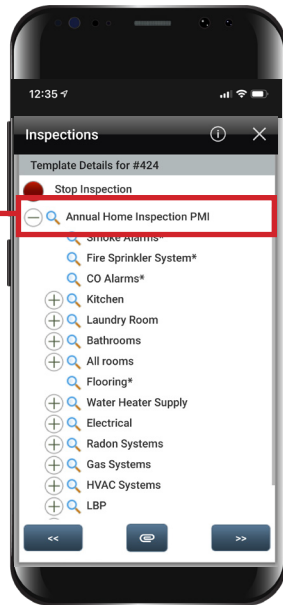 12:35
Inspections
Template Details for #424
Stop Inspection
Annual Home Inspection PMI
Smoke Alarms*
Fire Sprinkler System*
CO Alarms*
Kitchen
Laundry Room
Bathrooms
All rooms
Flooring*
Water Heater Supply
Electrical
Radon Systems
Gas Systems
HVAC Systems
LBP
<< >>